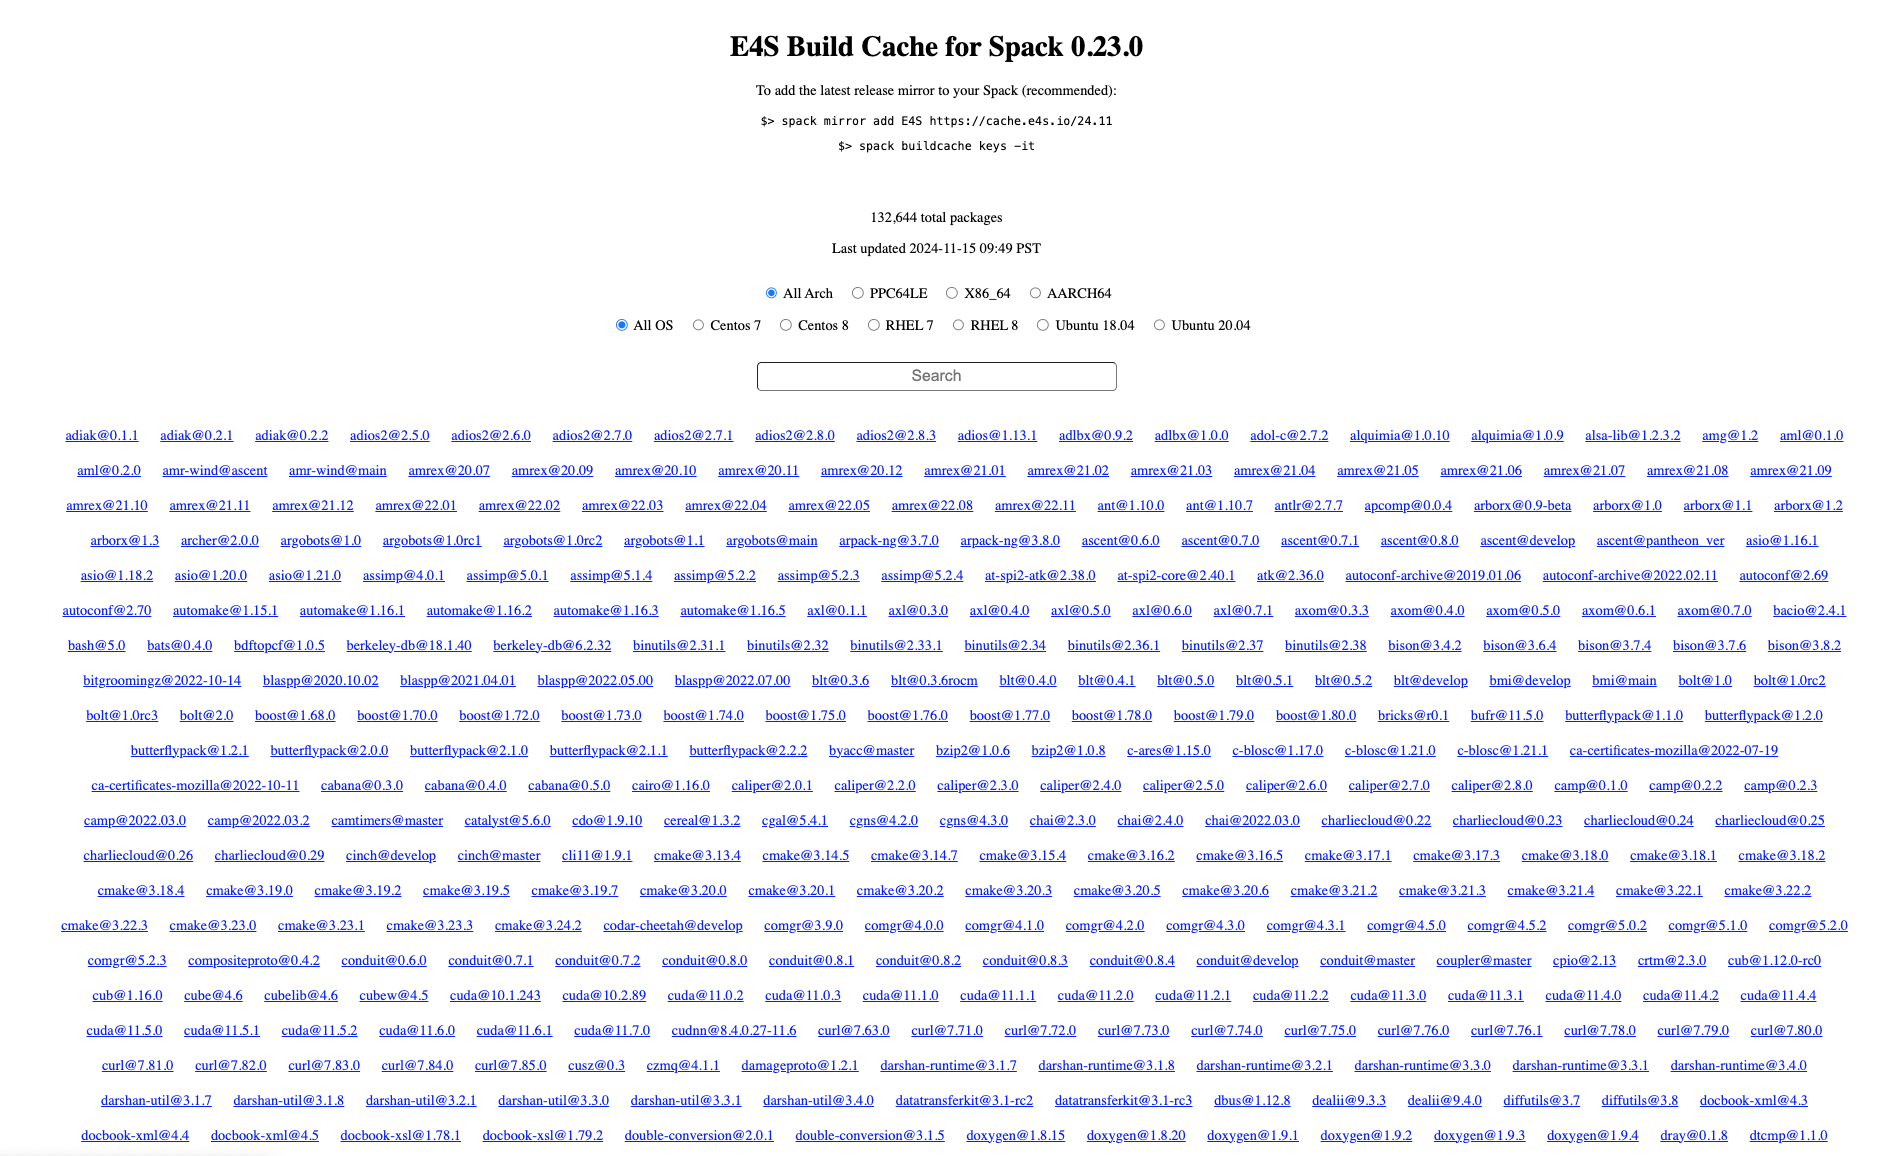 E4S Build Cache for Spack 0.23.0
To add the latest release mirror to your Spack (recommended):
$> spack mirror add E4S https://cache.e4s.io/24.11
$> spack buildcache keys -it
132,644 total packages
Last updated 2024-11-15 09:49 PST
All Arch PPC64LE X86_64 AARCH64
All OS Centos 7 Centos 8 RHEL 7 RHEL 8 Ubuntu 18.04 Ubuntu 20.04
Search
adiak@0.1.1 adiak@0.2.1 adiak@0.2.2 adios2@2.5.0 adios2@2.6.0 adios2@2.7.0 adios2@2.7.1 adios2@2.8.0 adios2@2.8.3 adios@1.13.1 adlbx@0.9.2 adlbx@1.0.0 adol-c@2.7.2 alquimia@1.0.10 alquimia@1.0.9 alsa-lib@1.2.3.2 amg@1.2 aml@0.1.0
aml@0.2.0 amr-wind@ascent amr-wind@main amrex@20.07 amrex@20.09 amrex@20.10 amrex@20.11 amrex@20.12 amrex@21.01 amrex@21.02 amrex@21.03 amrex@21.04 amrex@21.05 amrex@21.06 amrex@21.07 amrex@21.08 amrex@21.09
amrex@21.10 amrex@21.11 amrex@21.12 amrex@22.01 amrex@22.02 amrex@22.03 amrex@22.04 amrex@22.05 amrex@22.08 amrex@22.11 ant@1.10.0 ant@1.10.7 antlr@2.7.7 apcomp@0.0.4 arborx@0.9-beta arborx@1.0 arborx@1.1 arborx@1.2
arborx@1.3 archer@2.0.0 argobots@1.0 argobots@1.0rc1 argobots@1.0rc2 argobots@1.1 argobots@main arpack-ng@3.7.0 arpack-ng@3.8.0 ascent@0.6.0 ascent@0.7.0 ascent@0.7.1 ascent@0.8.0 ascent@develop ascent@pantheon_ver asio@1.16.1
asio@1.18.2 asio@1.20.0 asio@1.21.0 assimp@4.0.1 assimp@5.0.1 assimp@5.1.4 assimp@5.2.2 assimp@5.2.3 assimp@5.2.4 at-spi2-atk@2.38.0 at-spi2-core@2.40.1 atk@2.36.0 autoconf-archive@2019.01.06 autoconf-archive@2022.02.11 autoconf@2.69
autoconf@2.70 automake@1.15.1 automake@1.16.1 automake@1.16.2 automake@1.16.3 automake@1.16.5 axl@0.1.1 axl@0.3.0 axl@0.4.0 axl@0.5.0 axl@0.6.0 axl@0.7.1 axom@0.3.3 axom@0.4.0 axom@0.5.0 axom@0.6.1 axom@0.7.0 bacio@2.4.1
bash@5.0 bats@0.4.0 bdftopcf@1.0.5 berkeley-db@18.1.40 berkeley-db@6.2.32 binutils@2.31.1 binutils@2.32 binutils@2.33.1 binutils@2.34 binutils@2.36.1 binutils@2.37 binutils@2.38 bison@3.4.2 bison@3.6.4 bison@3.7.4 bison@3.7.6 bison@3.8.2
bitgroomingz@2022-10-14 blaspp@2020.10.02 blaspp@2021.04.01 blaspp@2022.05.00 blaspp@2022.07.00 blt@0.3.6 blt@0.3.6rocm blt@0.4.0 blt@0.4.1 blt@0.5.0 blt@0.5.1 blt@0.5.2 blt@develop bmi@develop bmi@main bolt@1.0 bolt@1.0rc2
bolt@1.0rc3 bolt@2.0 boost@1.68.0 boost@1.70.0 boost@1.72.0 boost@1.73.0 boost@1.74.0 boost@1.75.0 boost@1.76.0 boost@1.77.0 boost@1.78.0 boost@1.79.0 boost@1.80.0 bricks@r0.1 bufr@11.5.0 butterflypack@1.1.0 butterflypack@1.2.0
butterflypack@1.2.1 butterflypack@2.0.0 butterflypack@2.1.0 butterflypack@2.1.1 butterflypack@2.2.2 byacc@master bzip2@1.0.6 bzip2@1.0.8 c-ares@1.15.0 c-blosc@1.17.0 c-blosc@1.21.0 c-blosc@1.21.1 ca-certificates-mozilla@2022-07-19
ca-certificates-mozilla@2022-10-11 cabana@0.3.0 cabana@0.4.0 cabana@0.5.0 cairo@1.16.0 caliper@2.0.1 caliper@2.2.0 caliper@2.3.0 caliper@2.4.0 caliper@2.5.0 caliper@2.6.0 caliper@2.7.0 caliper@2.8.0 camp@0.1.0 camp@0.2.2 camp@0.2.3
camp@2022.03.0 camp@2022.03.2 camtimers@master catalyst@5.6.0 cdo@1.9.10 cereal@1.3.2 cgal@5.4.1 cgns@4.2.0 cgns@4.3.0 chai@2.3.0 chai@2.4.0 chai@2022.03.0 charliecloud@0.22 charliecloud@0.23 charliecloud@0.24 charliecloud@0.25
charliecloud@0.26 charliecloud@0.29 cinch@develop cinch@master cli11@1.9.1 cmake@3.13.4 cmake@3.14.5 cmake@3.14.7 cmake@3.15.4 cmake@3.16.2 cmake@3.16.5 cmake@3.17.1 cmake@3.17.3 cmake@3.18.0 cmake@3.18.1 cmake@3.18.2
cmake@3.18.4 cmake@3.19.0 cmake@3.19.2 cmake@3.19.5 cmake@3.19.7 cmake@3.20.0 cmake@3.20.1 cmake@3.20.2 cmake@3.20.3 cmake@3.20.5 cmake@3.20.6 cmake@3.21.2 cmake@3.21.3 cmake@3.21.4 cmake@3.22.1 cmake@3.22.2
cmake@3.22.3 cmake@3.23.0 cmake@3.23.1 cmake@3.23.3 cmake@3.24.2 codar-cheetah@develop comgr@3.9.0 comgr@4.0.0 comgr@4.1.0 comgr@4.2.0 comgr@4.3.0 comgr@4.3.1 comgr@4.5.0 comgr@4.5.2 comgr@5.0.2 comgr@5.1.0 comgr@5.2.0
comgr@5.2.3 compositeproto@0.4.2 conduit@0.6.0 conduit@0.7.1 conduit@0.7.2 conduit@0.8.0 conduit@0.8.1 conduit@0.8.2 conduit@0.8.3 conduit@0.8.4 conduit@develop conduit@master coupler@master cpio@2.13 crtm@2.3.0 cub@1.12.0-rc0
cub@1.16.0 cube@4.6 cubelib@4.6 cubew@4.5 cuda@10.1.243 cuda@10.2.89 cuda@11.0.2 cuda@11.0.3 cuda@11.1.0 cuda@11.1.1 cuda@11.2.0 cuda@11.2.1 cuda@11.2.2 cuda@11.3.0 cuda@11.3.1 cuda@11.4.0 cuda@11.4.2 cuda@11.4.4
cuda@11.5.0 cuda@11.5.1 cuda@11.5.2 cuda@11.6.0 cuda@11.6.1 cuda@11.7.0 cudnn@8.4.0.27-11.6 curl@7.63.0 curl@7.71.0 curl@7.72.0 curl@7.73.0 curl@7.74.0 curl@7.75.0 curl@7.76.0 curl@7.76.1 curl@7.78.0 curl@7.79.0 curl@7.80.0
curl@7.81.0 curl@7.82.0 curl@7.83.0 curl@7.84.0 curl@7.85.0 cusz@0.3 czmq@4.1.1 damageproto@1.2.1 darshan-runtime@3.1.7 darshan-runtime@3.1.8 darshan-runtime@3.2.1 darshan-runtime@3.3.0 darshan-runtime@3.3.1 darshan-runtime@3.4.0
darshan-util@3.1.7 darshan-util@3.1.8 darshan-util@3.2.1 darshan-util@3.3.0 darshan-util@3.3.1 darshan-util@3.4.0 datatransferkit@3.1-rc2 datatransferkit@3.1-rc3 dbus@1.12.8 dealii@9.3.3 dealii@9.4.0 diffutils@3.7 diffutils@3.8 docbook-xml@4.3
docbook-xml@4.4 docbook-xml@4.5 docbook-xsl@1.78.1 docbook-xsl@1.79.2 double-conversion@2.0.1 double-conversion@3.1.5 doxygen@1.8.15 doxygen@1.8.20 doxygen@1.9.1 doxygen@1.9.2 doxygen@1.9.3 doxygen@1.9.4 dray@0.1.8 dtcmp@1.1.0